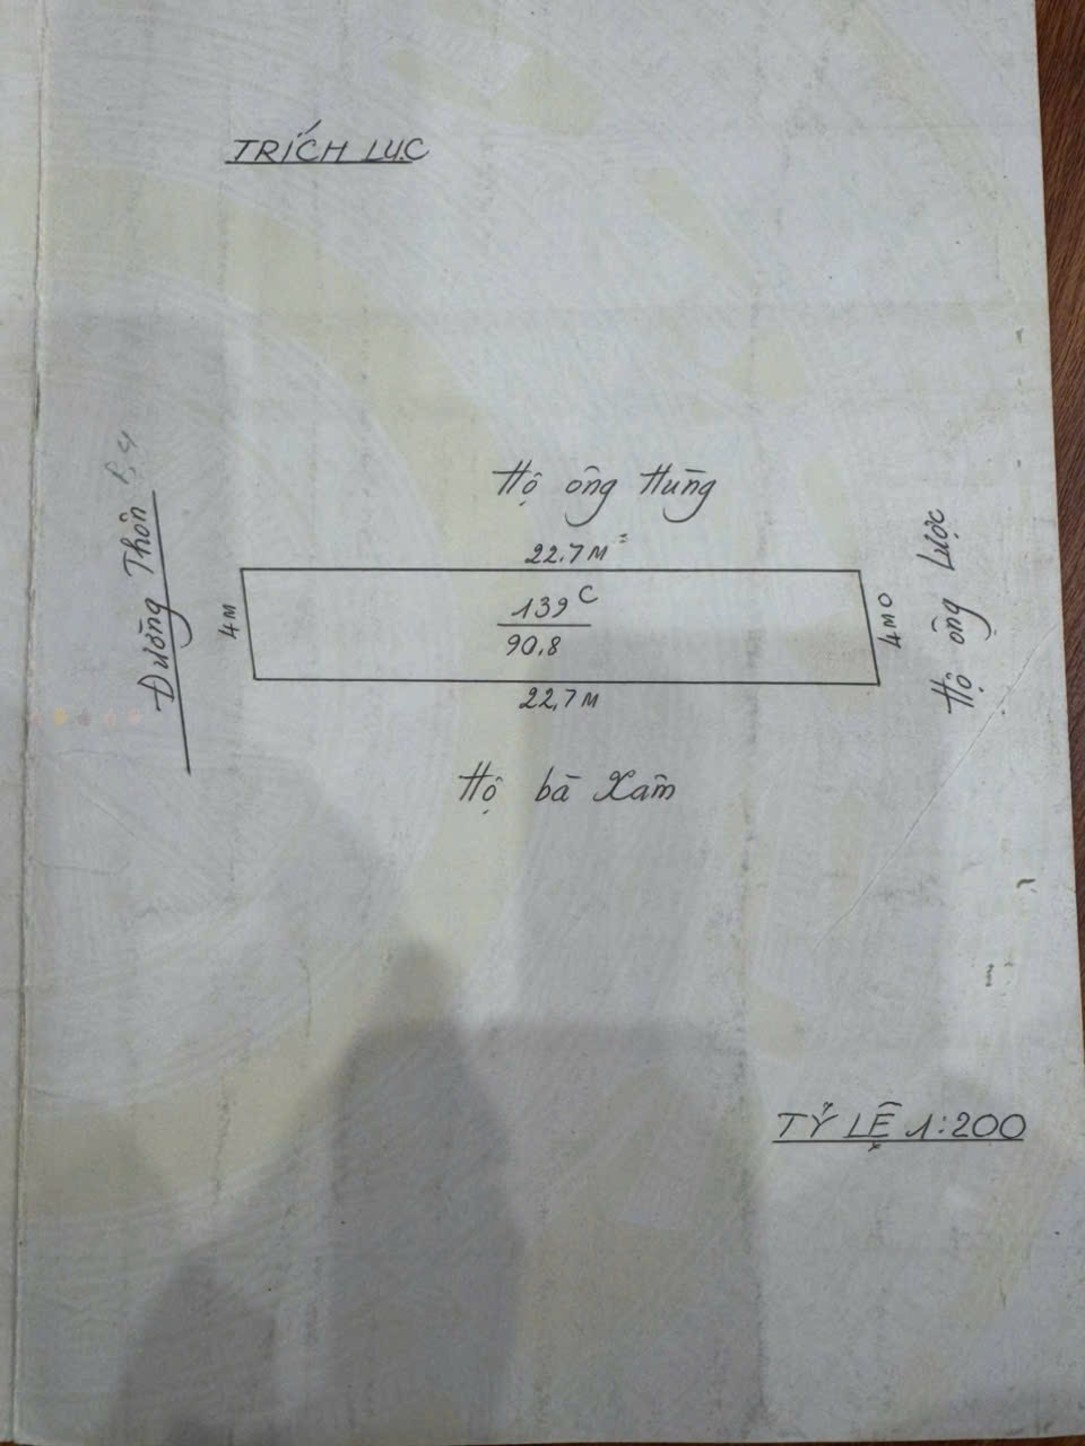 TRÍCH LỤC
Hộ ông Hùng
22.7M
Đường Thôn
4M
139C
90,8
4M0
Hộ ông Lược
22,7M
Hộ bà Xâm
TỶ LỆ 1:200